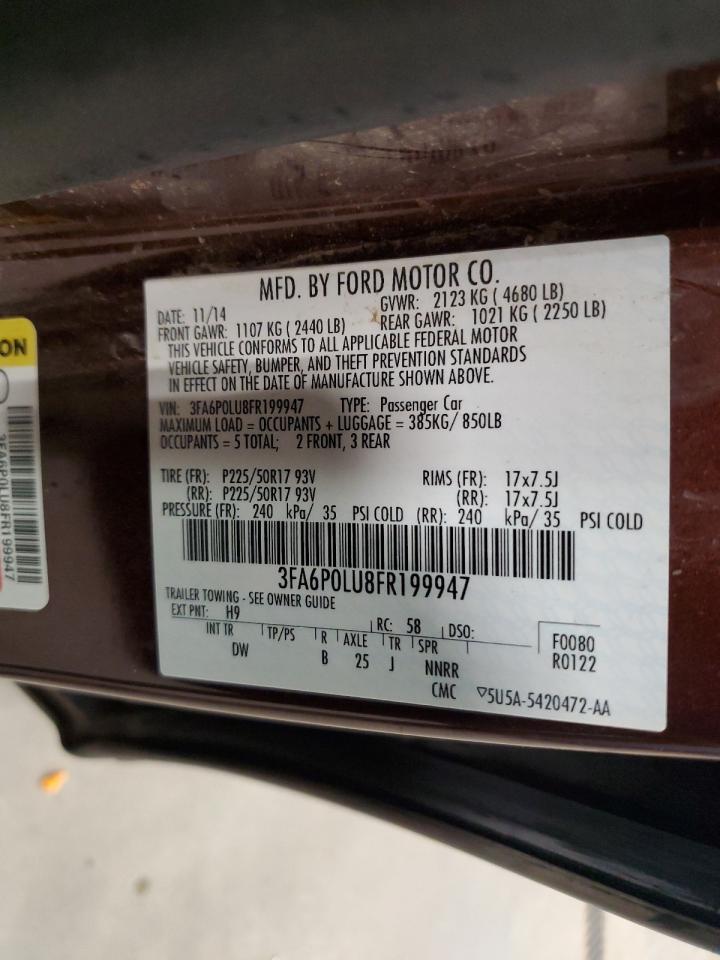 MFD. BY FORD MOTOR CO.
DATE: 11/14 GVWR: 2123 KG ( 4680 LB)
FRONT GAWR: 1107 KG ( 2440 LB) REAR GAWR: 1021 KG ( 2250 LB)
THIS VEHICLE CONFORMS TO ALL APPLICABLE FEDERAL MOTOR
VEHICLE SAFETY, BUMPER, AND THEFT PREVENTION STANDARDS
IN EFFECT ON THE DATE OF MANUFACTURE SHOWN ABOVE.
VIN: 3FA6P0LU8FR199947 TYPE: Passenger Car
MAXIMUM LOAD = OCCUPANTS + LUGGAGE = 385KG/ 850LB
OCCUPANTS = 5 TOTAL; 2 FRONT, 3 REAR
TIRE (FR): P225/50R17 93V RIMS (FR): 17x7.5J
(RR): P225/50R17 93V (RR): 17x7.5J
PRESSURE (FR): 240 kPa/ 35 PSI COLD (RR): 240 kPa/ 35 PSI COLD
3FA6P0LU8FR199947
TRAILER TOWING - SEE OWNER GUIDE
EXT PNT: H9 RC: 58 DSO:
INT TR TP/PS R AXLE TR SPR
DW B 25 J NNRR
F0080
R0122
CMC ▽5U5A-5420472-AA
ON
3FA6P0LU8FR199947